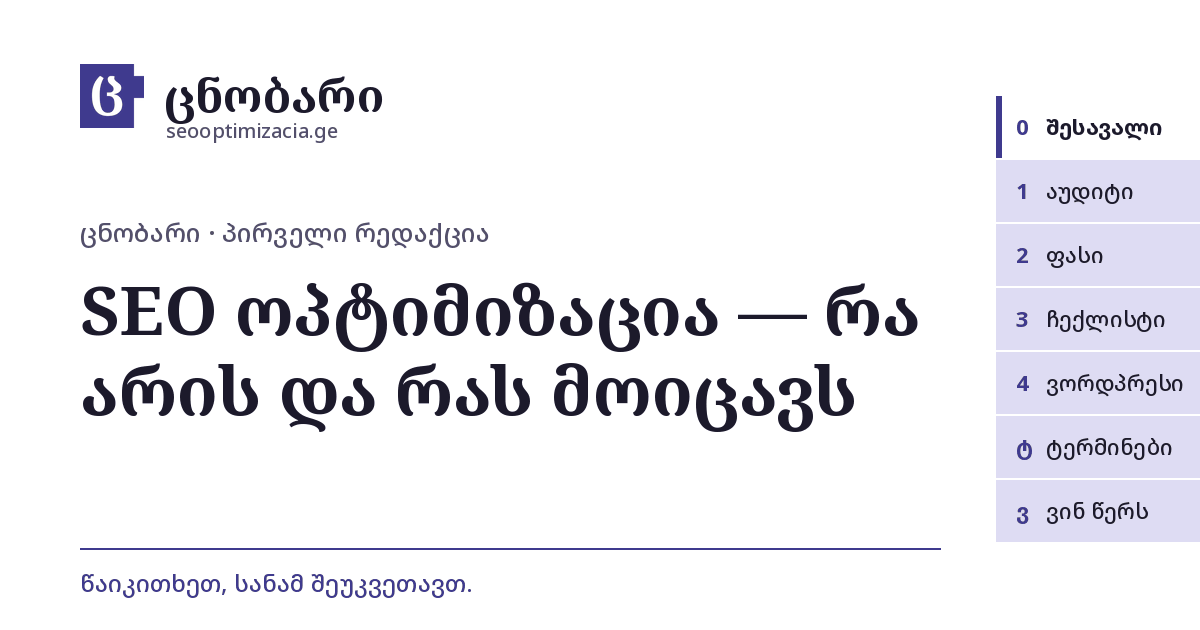 ც
ცნობარი
seooptimizacia.ge
ცნობარი · პირველი რედაქცია
SEO ოპტიმიზაცია — რა
არის და რას მოიცავს
წაიკითხეთ, სანამ შეუკვეთავთ.
0 შესავალი
1 აუდიტი
2 ფასი
3 ჩექლისტი
4 ვორდპრესი
ტ ტერმინები
ვ ვინ წერს